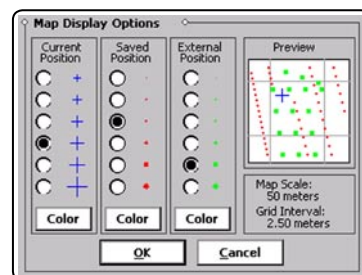 Map Display Options
Current Position
Saved Position
External Position
Preview
Color
Color
Color
Map Scale:
50 meters
Grid Interval:
2.50 meters
OK
Cancel